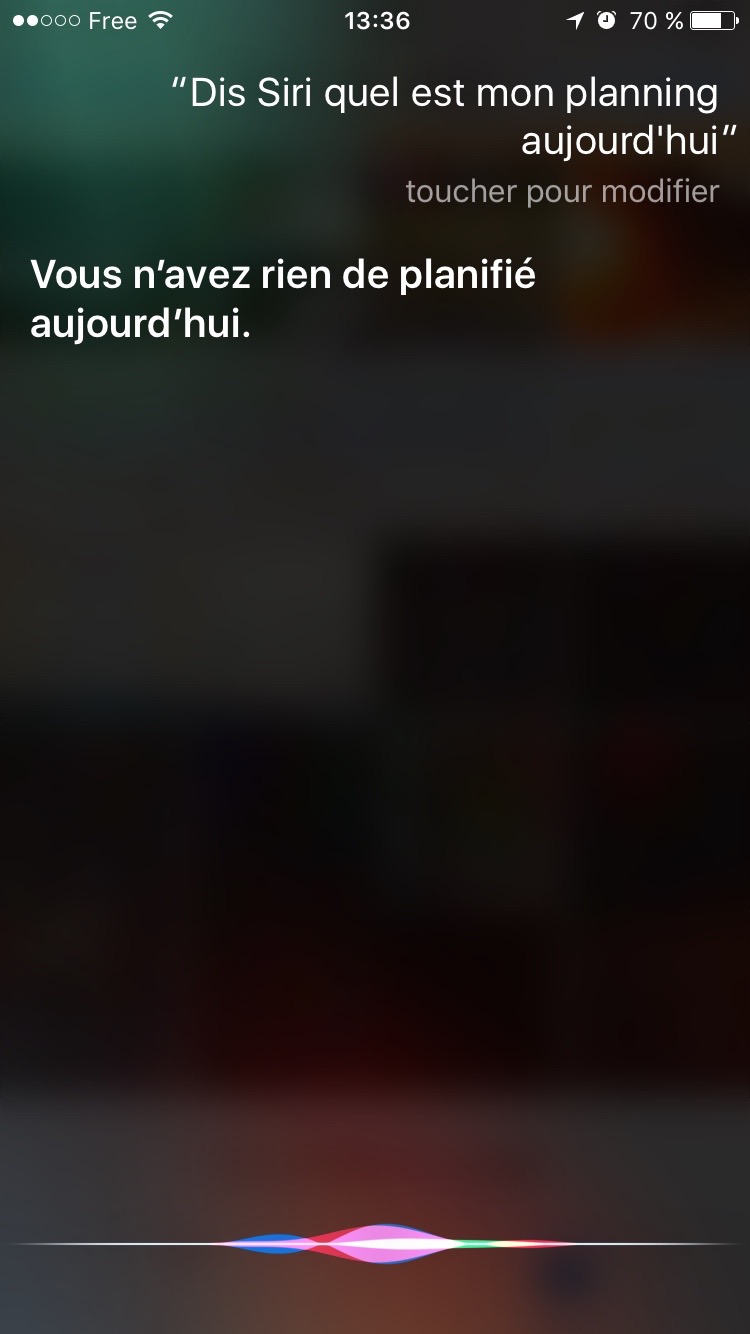 Free 13:36 70 %
“Dis Siri quel est mon planning
aujourd'hui”
toucher pour modifier
Vous n’avez rien de planifié
aujourd’hui.